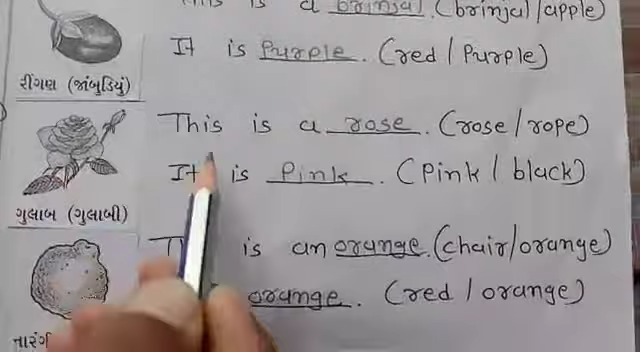 This is a brinjal. (brinjal/apple)
It is Purple. (red / Purple)
રીંગણ (જાંબુડિયું)
This is a rose. (rose/rope)
It is Pink. (Pink / black)
ગુલાબ (ગુલાબી)
is an orange. (chair/orange)
orange. (red / orange)